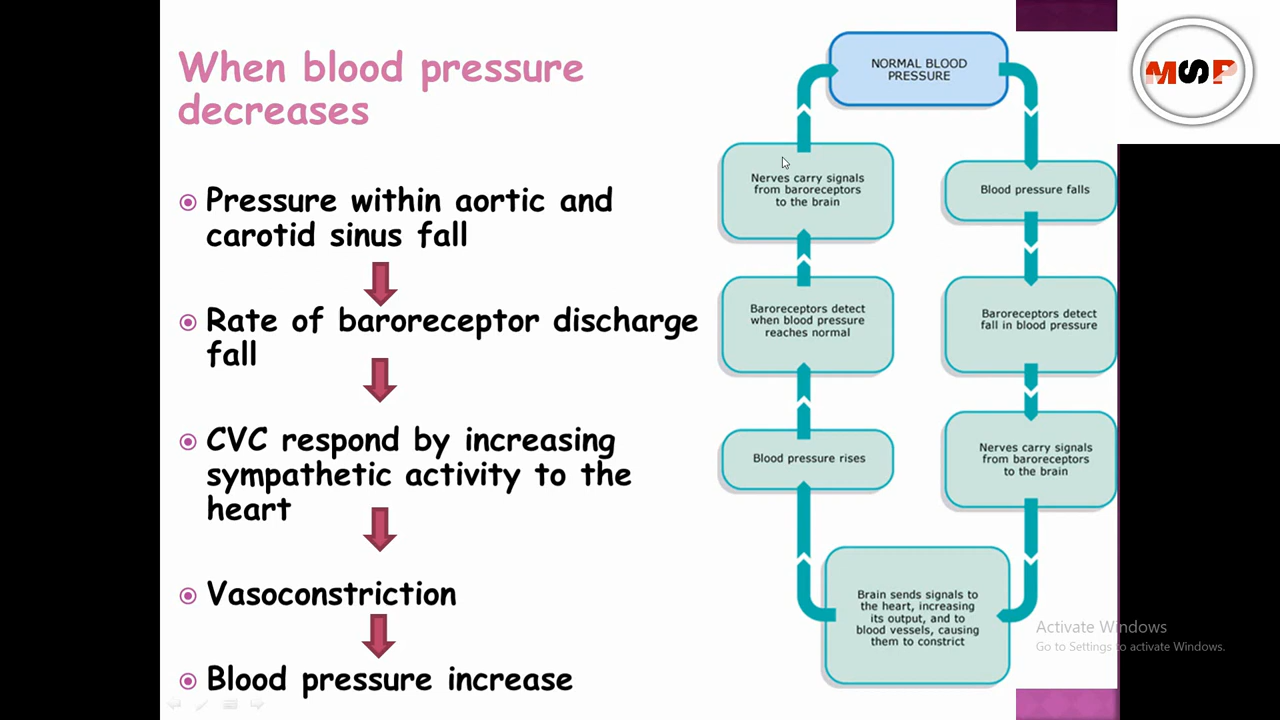 When blood pressure
decreases
Pressure within aortic and
carotid sinus fall
Rate of baroreceptor discharge
fall
CVC respond by increasing
sympathetic activity to the
heart
Vasoconstriction
Blood pressure increase
NORMAL BLOOD
PRESSURE
Blood pressure falls
Baroreceptors detect
fall in blood pressure
Nerves carry signals
from baroreceptors
to the brain
Brain sends signals to
the heart, increasing
its output, and to
blood vessels, causing
them to constrict
Blood pressure rises
Baroreceptors detect
when blood pressure
reaches normal
Nerves carry signals
from baroreceptors
to the brain
MSP
Activate Windows
Go to Settings to activate Windows.